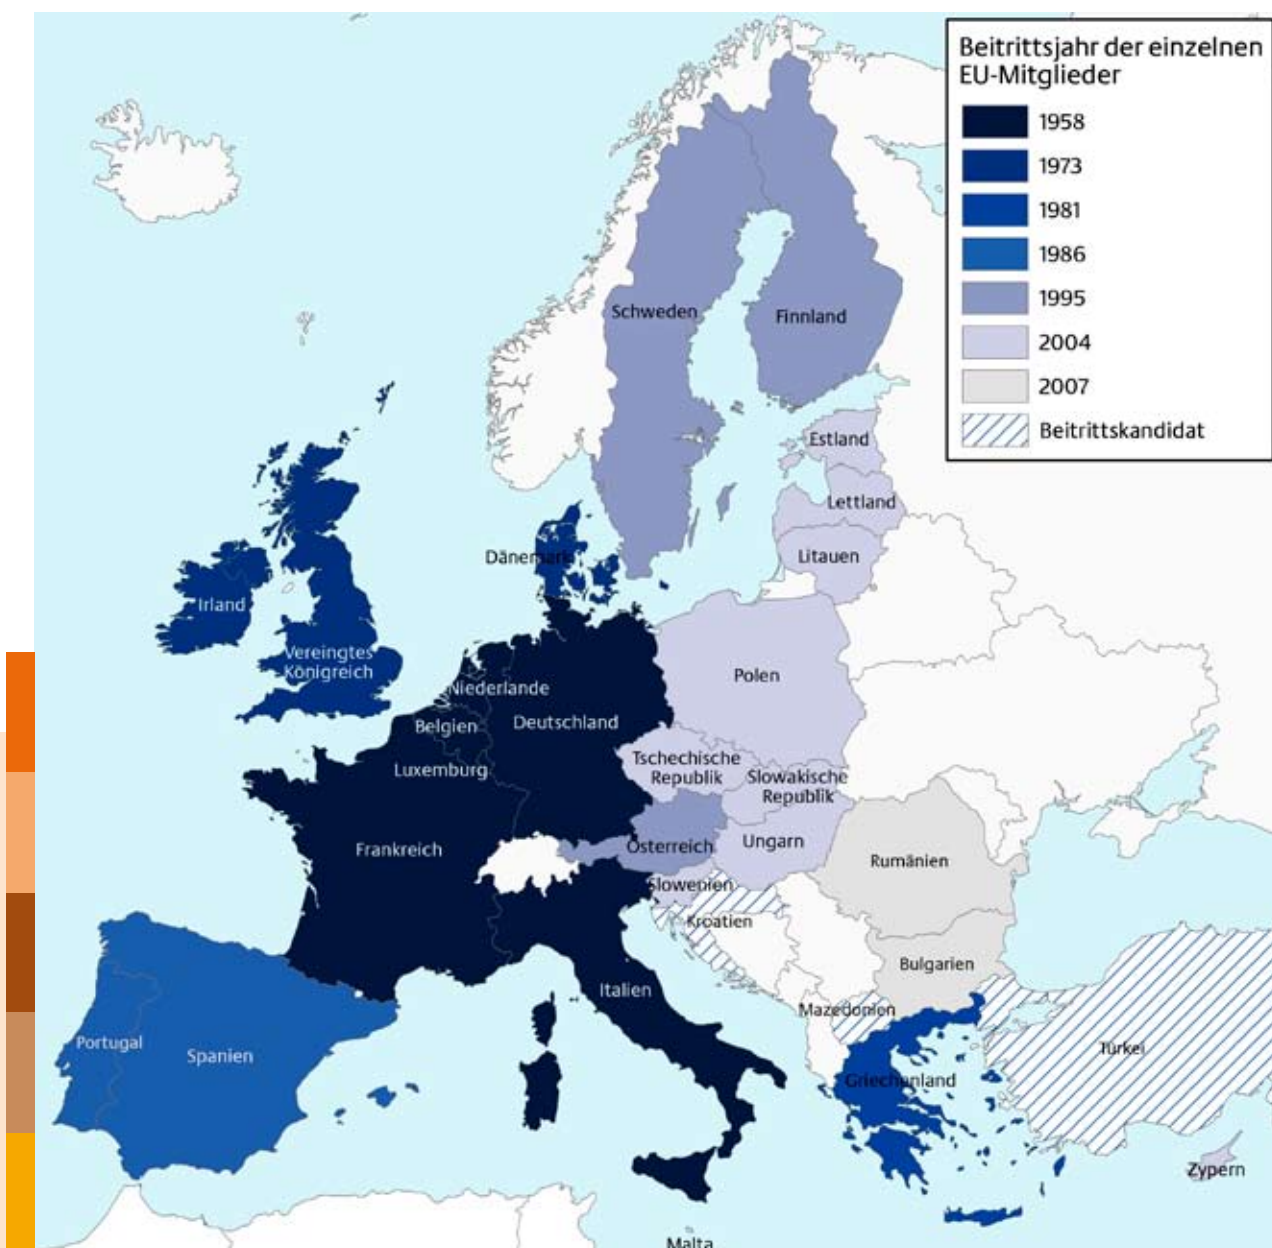 Beitrittsjahr der einzelnen
EU-Mitglieder
1958
1973
1981
1986
1995
2004
2007
Beitrittskandidat
Schweden
Finnland
Estland
Lettland
Litauen
Dänemark
Irland
Vereingtes
Königreich
Niederlande
Belgien
Deutschland
Luxemburg
Polen
Tschechische
Republik
Slowakische
Republik
Frankreich
Österreich
Ungarn
Rumänien
Slowenien
Kroatien
Bulgarien
Italien
Mazedonien
Portugal
Spanien
Türkei
Griechenland
Zypern
Malta